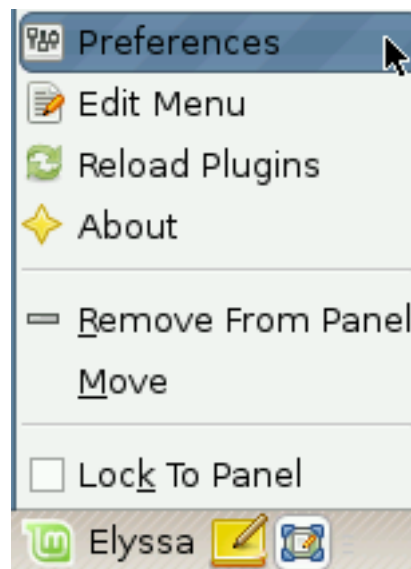 Preferences
Edit Menu
Reload Plugins
About
Remove From Panel
Move
Lock To Panel
Elyssa